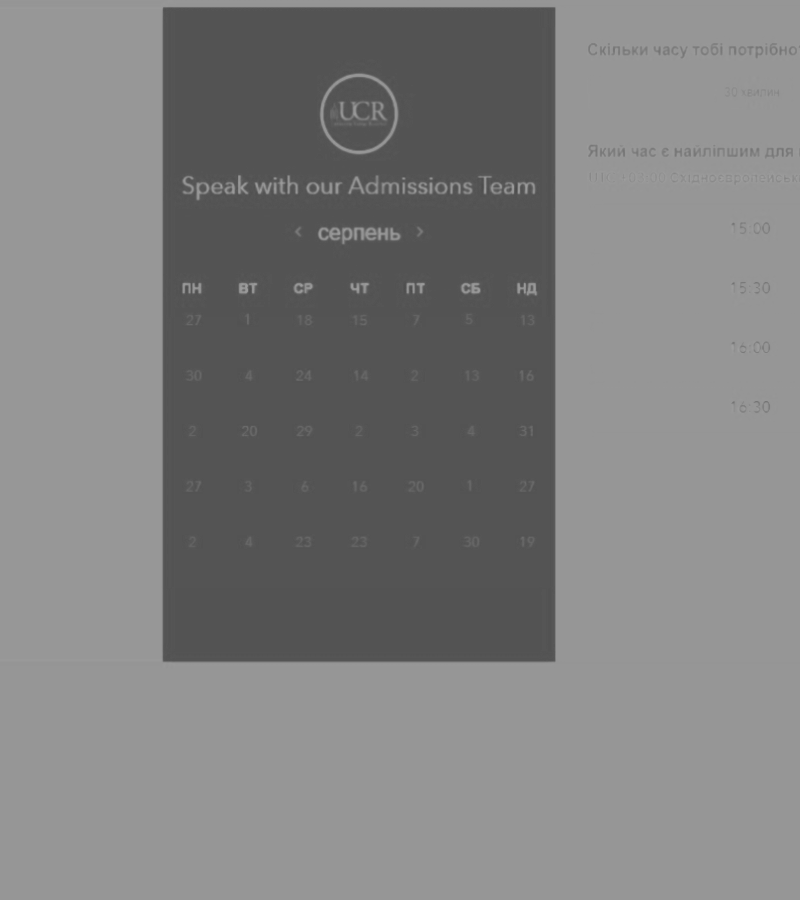 UCR
Speak with our Admissions Team
< серпень >
ПН ВТ СР ЧТ ПТ СБ НД
27 1 18 15 7 5 13
30 4 24 14 2 13 16
2 20 29 2 3 4 31
27 3 6 16 20 1 27
2 4 23 23 7 30 19
Скільки часу тобі
30 хвилин
Який час є найліпшим для
15:00
15:30
16:00
16:30